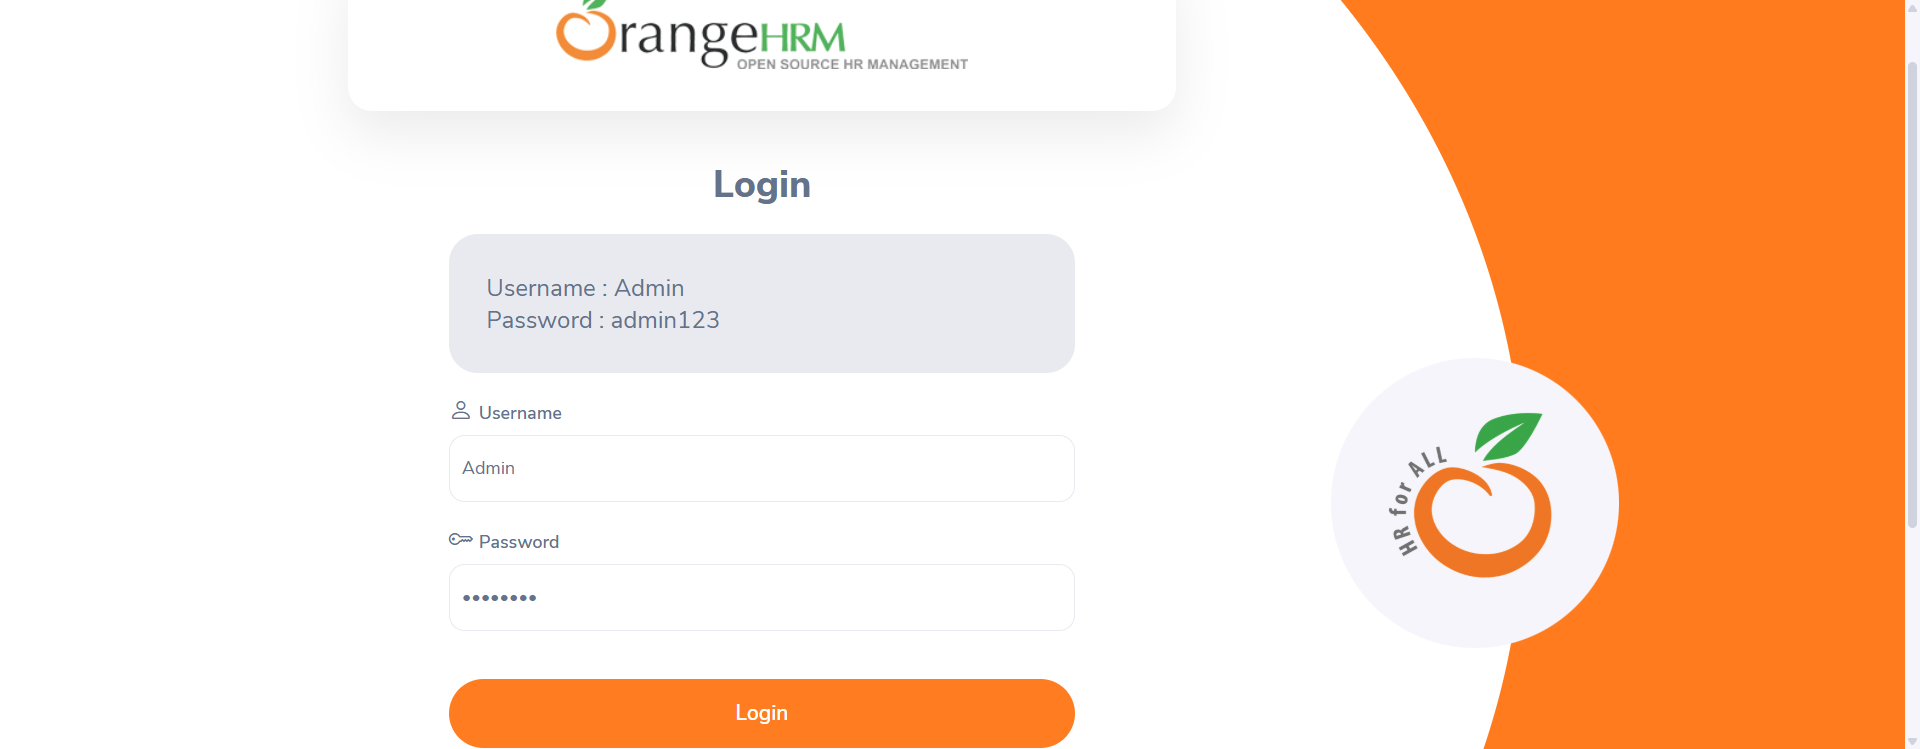 OrangeHRM
OPEN SOURCE HR MANAGEMENT
Login
Username : Admin
Password : admin123
Username
Admin
Password
••••••••
Login
HR for ALL